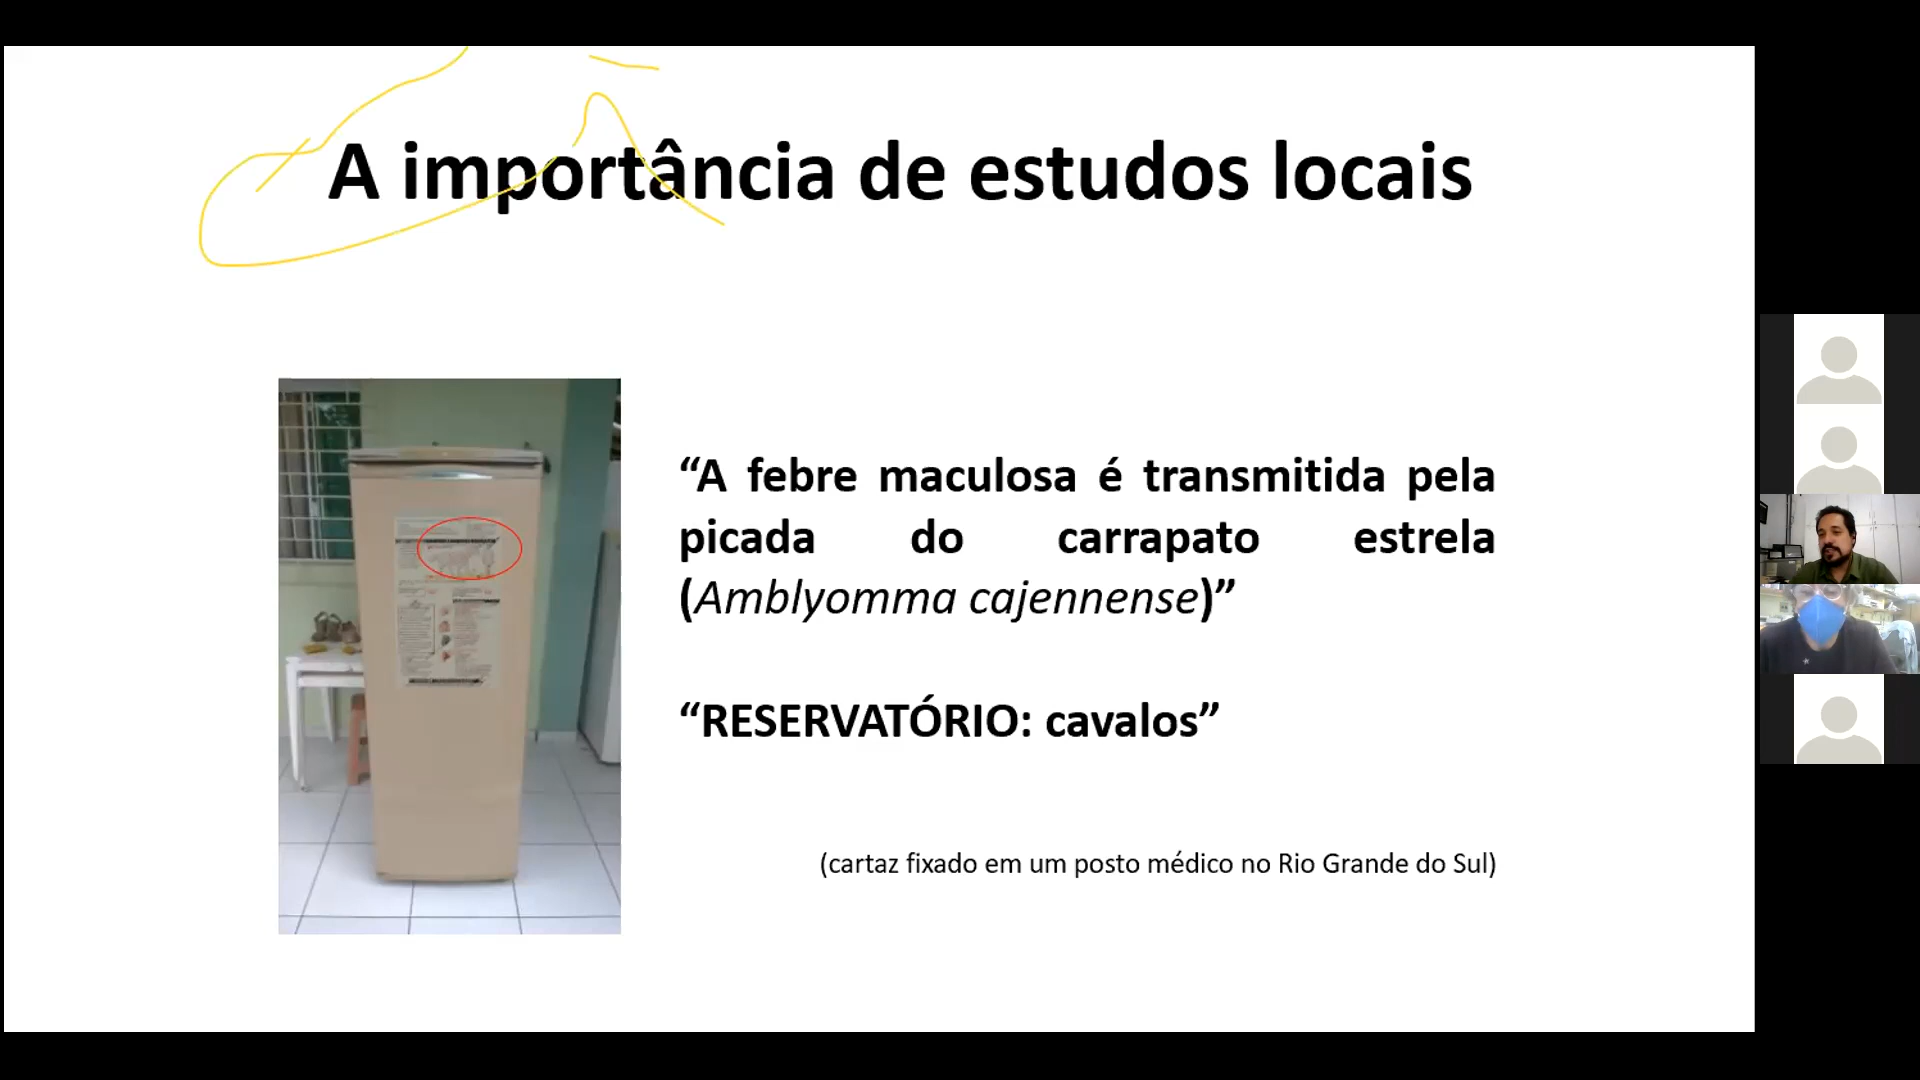 A importância de estudos locais
“A febre maculosa é transmitida pela
picada do carrapato estrela
(Amblyomma cajennense)”
“RESERVATÓRIO: cavalos”
(cartaz fixado em um posto médico no Rio Grande do Sul)